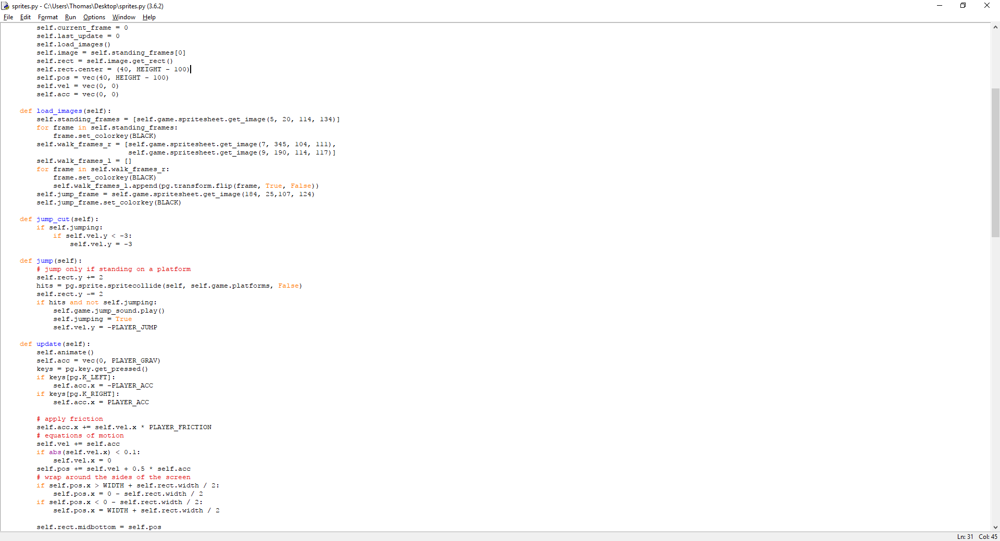 sprites.py - C:\Users\Thomas\Desktop\sprites.py (3.6.2)
File Edit Format Run Options Window Help
        self.current_frame = 0
        self.last_update = 0
        self.load_images()
        self.image = self.standing_frames[0]
        self.rect = self.image.get_rect()
        self.rect.center = (40, HEIGHT - 100)
        self.pos = vec(40, HEIGHT - 100)
        self.vel = vec(0, 0)
        self.acc = vec(0, 0)

    def load_images(self):
        self.standing_frames = [self.game.spritesheet.get_image(5, 20, 114, 134)]
        for frame in self.standing_frames:
            frame.set_colorkey(BLACK)
        self.walk_frames_r = [self.game.spritesheet.get_image(7, 345, 104, 111),
                              self.game.spritesheet.get_image(9, 190, 114, 117)]
        self.walk_frames_l = []
        for frame in self.walk_frames_r:
            frame.set_colorkey(BLACK)
            self.walk_frames_l.append(pg.transform.flip(frame, True, False))
        self.jump_frame = self.game.spritesheet.get_image(184, 25,107, 124)
        self.jump_frame.set_colorkey(BLACK)

    def jump_cut(self):
        if self.jumping:
            if self.vel.y < -3:
                self.vel.y = -3

    def jump(self):
        # jump only if standing on a platform
        self.rect.y += 2
        hits = pg.sprite.spritecollide(self, self.game.platforms, False)
        self.rect.y -= 2
        if hits and not self.jumping:
            self.game.jump_sound.play()
            self.jumping = True
            self.vel.y = -PLAYER_JUMP

    def update(self):
        self.animate()
        self.acc = vec(0, PLAYER_GRAV)
        keys = pg.key.get_pressed()
        if keys[pg.K_LEFT]:
            self.acc.x = -PLAYER_ACC
        if keys[pg.K_RIGHT]:
            self.acc.x = PLAYER_ACC

        # apply friction
        self.acc.x += self.vel.x * PLAYER_FRICTION
        # equations of motion
        self.vel += self.acc
        if abs(self.vel.x) < 0.1:
            self.vel.x = 0
        self.pos += self.vel + 0.5 * self.acc
        # wrap around the sides of the screen
        if self.pos.x > WIDTH + self.rect.width / 2:
            self.pos.x = 0 - self.rect.width / 2
        if self.pos.x < 0 - self.rect.width / 2:
            self.pos.x = WIDTH + self.rect.width / 2

        self.rect.midbottom = self.pos
Ln: 31 Col: 45